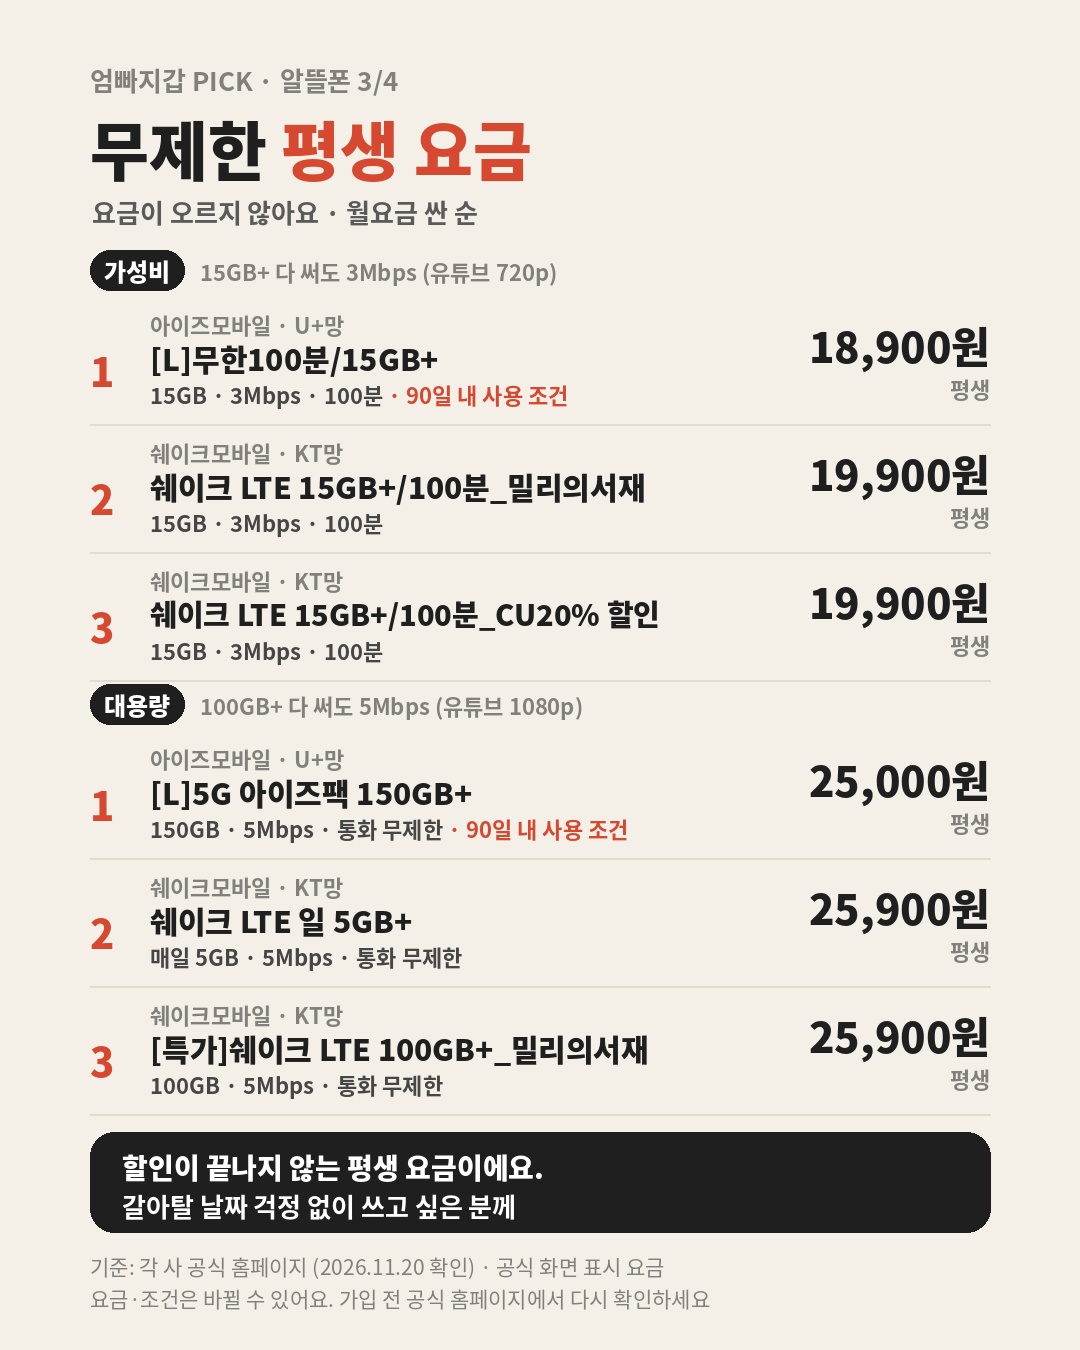 엄빠지갑 PICK · 알뜰폰 3/4
무제한 평생 요금
요금이 오르지 않아요 · 월요금 싼 순
가성비 15GB+ 다 써도 3Mbps (유튜브 720p)
아이즈모바일 · U+망
1 [L]무한100분/15GB+ 18,900원
15GB · 3Mbps · 100분 · 90일 내 사용 조건 평생
쉐이크모바일 · KT망
2 쉐이크 LTE 15GB+/100분_밀리의서재 19,900원
15GB · 3Mbps · 100분 평생
쉐이크모바일 · KT망
3 쉐이크 LTE 15GB+/100분_CU20% 할인 19,900원
15GB · 3Mbps · 100분 평생
대용량 100GB+ 다 써도 5Mbps (유튜브 1080p)
아이즈모바일 · U+망
1 [L]5G 아이즈팩 150GB+ 25,000원
150GB · 5Mbps · 통화 무제한 · 90일 내 사용 조건 평생
쉐이크모바일 · KT망
2 쉐이크 LTE 일 5GB+ 25,900원
매일 5GB · 5Mbps · 통화 무제한 평생
쉐이크모바일 · KT망
3 [특가]쉐이크 LTE 100GB+_밀리의서재 25,900원
100GB · 5Mbps · 통화 무제한 평생
할인이 끝나지 않는 평생 요금이에요.
갈아탈 날짜 걱정 없이 쓰고 싶은 분께
기준: 각 사 공식 홈페이지 (2026.11.20 확인) · 공식 화면 표시 요금
요금·조건은 바뀔 수 있어요. 가입 전 공식 홈페이지에서 다시 확인하세요